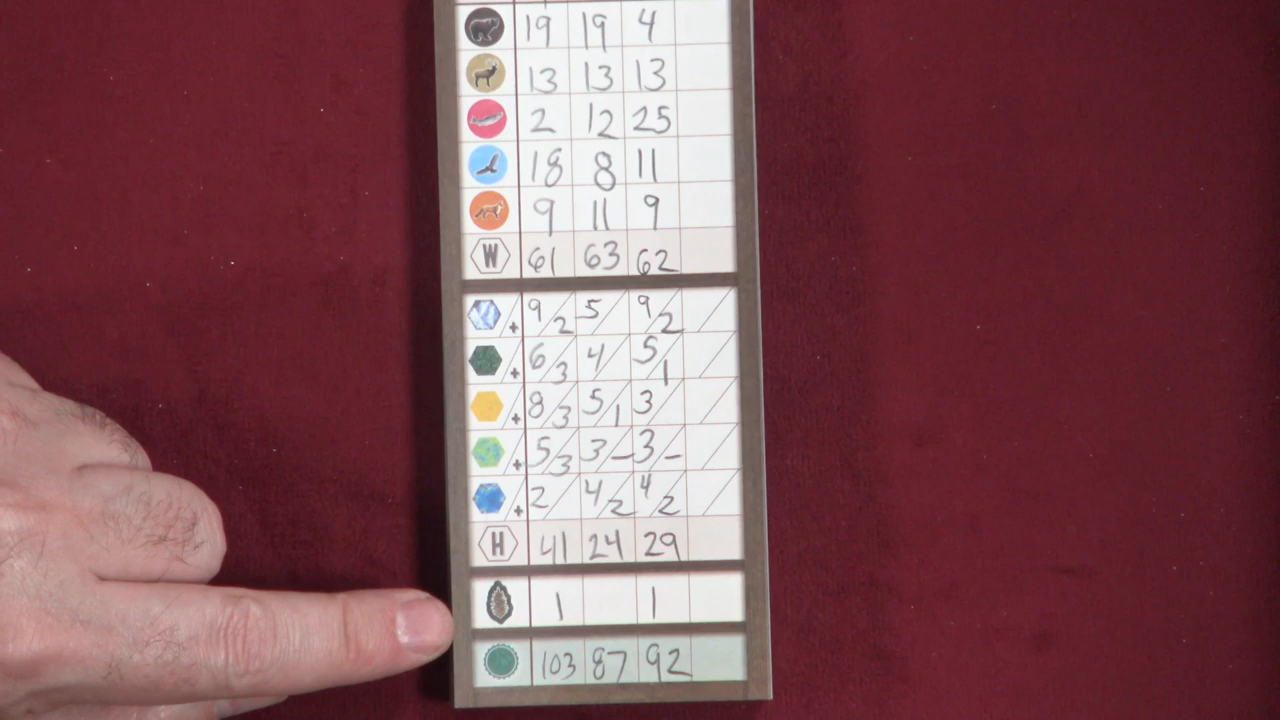 19 19 4
13 13 13
2 12 25
18 8 11
9 11 9
W 61 63 62
+ 9/2 5/ 9/2 /
+ 6/3 4/ 5/1 /
+ 8/3 5/1 3/ /
+ 5/3 3/- 3/- /
+ 2/ 4/2 4/2 /
H 41 24 29
1 1
103 87 92